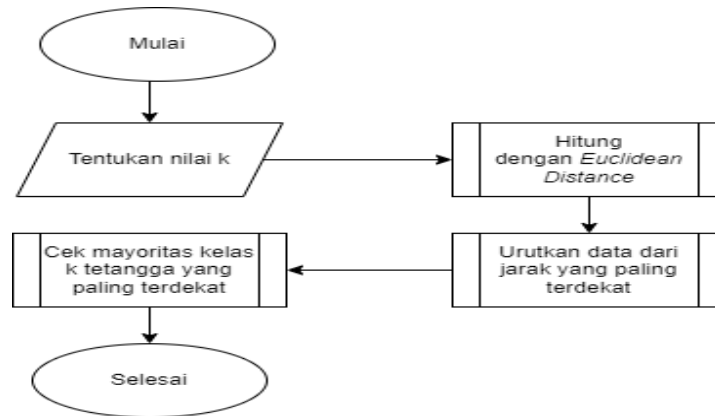 Mulai
Tentukan nilai k
Hitung
dengan Euclidean
Distance
Urutkan data dari
jarak yang paling
terdekat
Cek mayoritas kelas
k tetangga yang
paling terdekat
Selesai